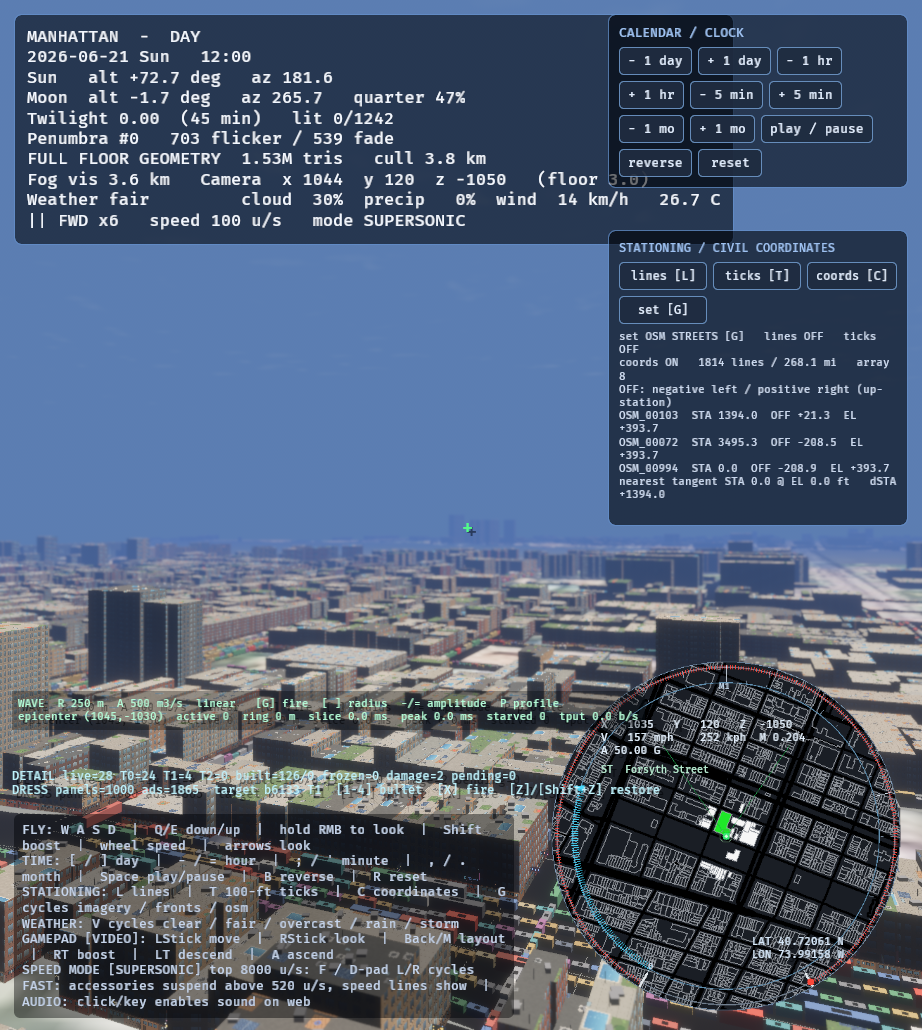 MANHATTAN - DAY
2026-06-21 Sun 12:00
Sun alt +72.7 deg az 181.6
Moon alt -1.7 deg az 265.7 quarter 47%
Twilight 0.00 (45 min) lit 0/1242
Penumbra #0 703 flicker / 539 fade
FULL FLOOR GEOMETRY 1.53M tris cull 3.8 km
Fog vis 3.6 km Camera x 1044 y 120 z -1050 (floor 3.0)
Weather fair cloud 30% precip 0% wind 14 km/h 26.7 C
|| FWD x6 speed 100 u/s mode SUPERSONIC
CALENDAR / CLOCK
- 1 day + 1 day - 1 hr
+ 1 hr - 5 min + 5 min
- 1 mo + 1 mo play / pause
reverse reset
STATIONING / CIVIL COORDINATES
lines [L] ticks [T] coords [C]
set [G]
set OSM STREETS [G] lines OFF ticks
OFF
coords ON 1814 lines / 268.1 mi array
8
OFF: negative left / positive right (up-
station)
OSM_00103 STA 1394.0 OFF +21.3 EL
+393.7
OSM_00072 STA 3495.3 OFF -208.5 EL
+393.7
OSM_00994 STA 0.0 OFF -208.9 EL +393.7
nearest tangent STA 0.0 @ EL 0.0 ft dSTA
+1394.0
WAVE R 250 m A 500 m3/s linear [G] fire [ ] radius -/= amplitude P profile
epicenter (1045,-1030) active 0 ring 0 m slice 0.0 ms peak 0.0 ms starved 0 tput 0.0 b/s
DETAIL live=28 T0=24 T1=4 T2=0 built=126/0 frozen=0 damage=2 pending=0
DRESS panels=1000 ads=1865 target b6155 T1 [1-4] bullet [X] fire [Z]/[Shift+Z] restore
FLY: W A S D | Q/E down/up | hold RMB to look | Shift
boost | wheel speed | arrows look
TIME: [ / ] day | - / = hour | ; / ' minute | , / .
month | Space play/pause | B reverse | R reset
STATIONING: L lines | T 100-ft ticks | C coordinates | G
cycles imagery / fronts / osm
WEATHER: V cycles clear / fair / overcast / rain / storm
GAMEPAD [VIDEO]: LStick move | RStick look | Back/M layout
| RT boost | LT descend | A ascend
SPEED MODE [SUPERSONIC] top 8000 u/s: F / D-pad L/R cycles
FAST: accessories suspend above 520 u/s, speed lines show |
AUDIO: click/key enables sound on web
X 1035 Y 120 Z -1050
V 157 mph 252 kph M 0.204
A 50.00 G
ST Forsyth Street
LAT 40.72061 N
LON 73.99158 W